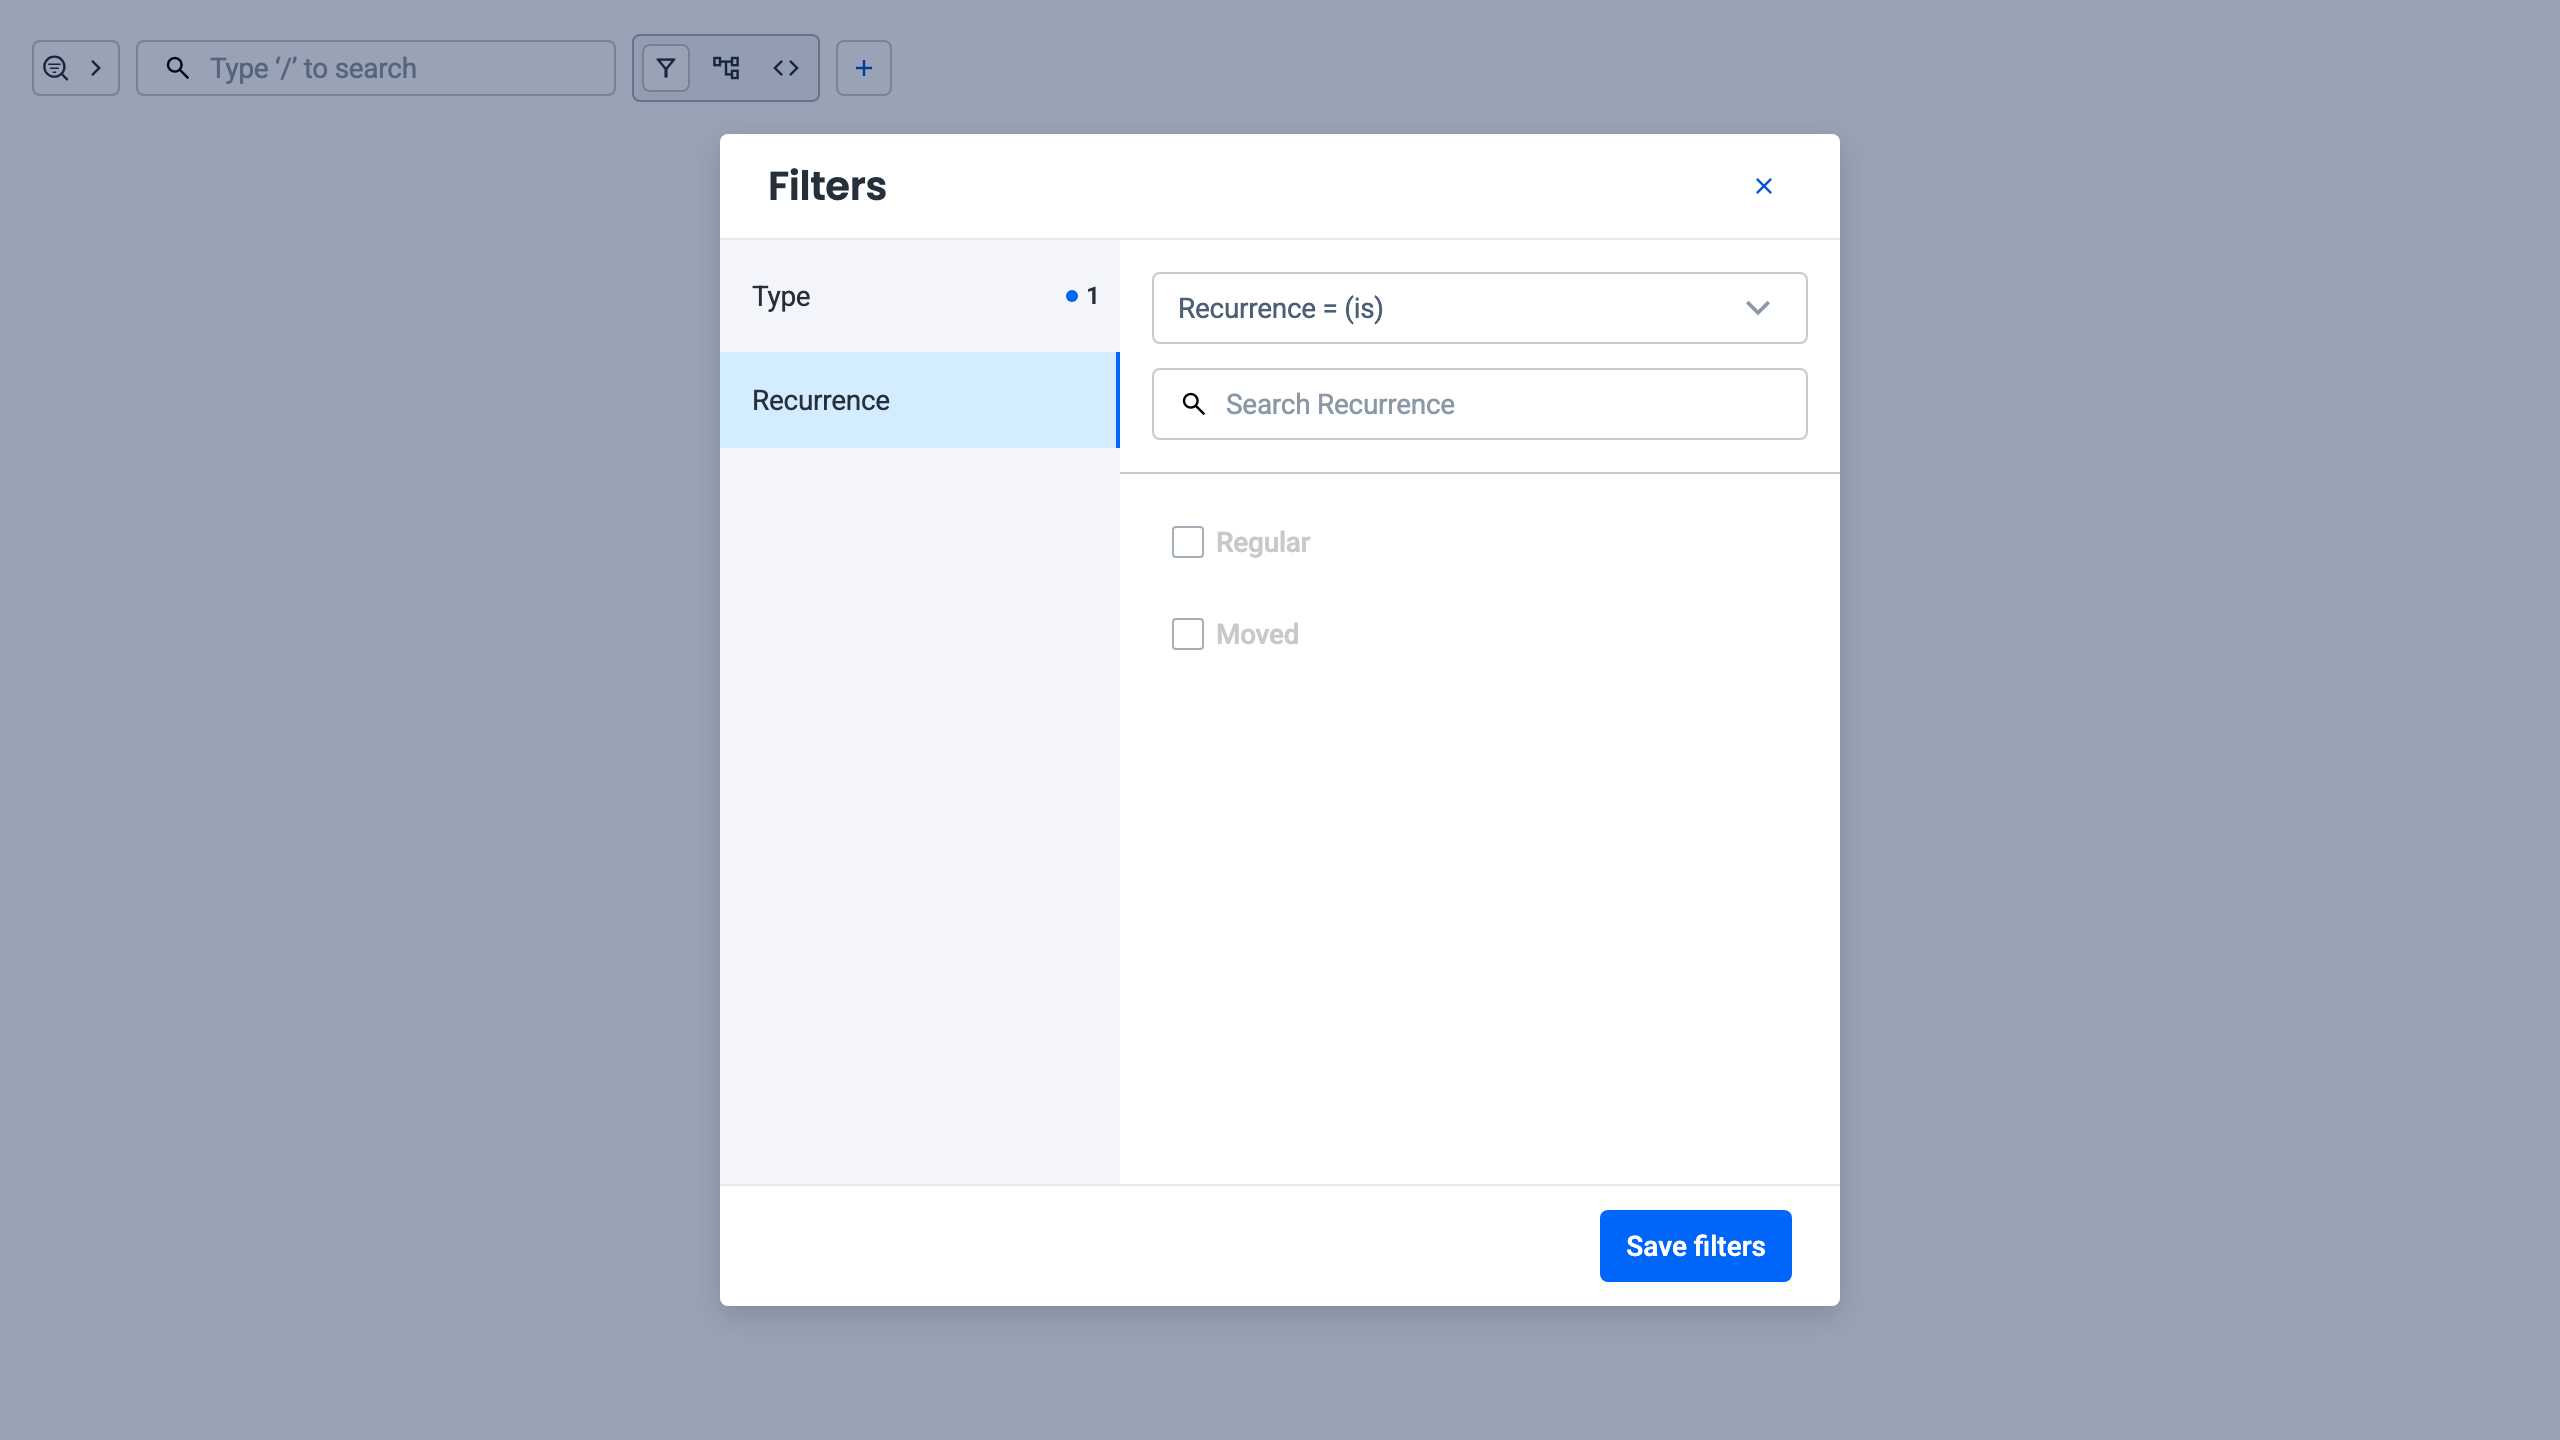 Type ‘/’ to search
Filters
Type
1
Recurrence
Recurrence = (is)
Search Recurrence
Regular
Moved
Save filters